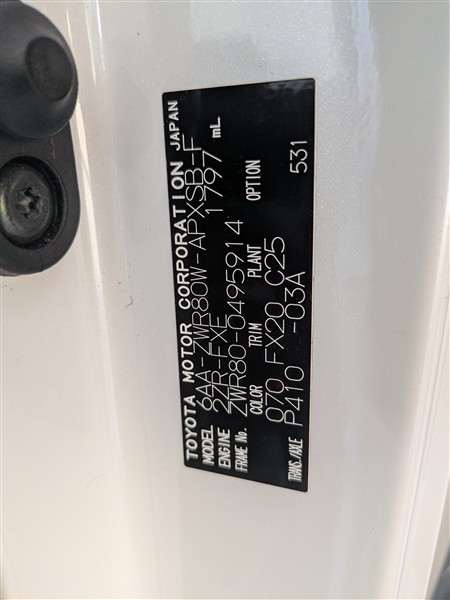 TOYOTA MOTOR CORPORATION JAPAN
MODEL 6AA-ZWR80W-APXSB-F
ENGINE 2ZR-FXE 1797 mL
FRAME No. ZWR80-0495914
COLOR TRIM PLANT OPTION
070 FX20 C25 531
TRANS./AXLE P410 -03A